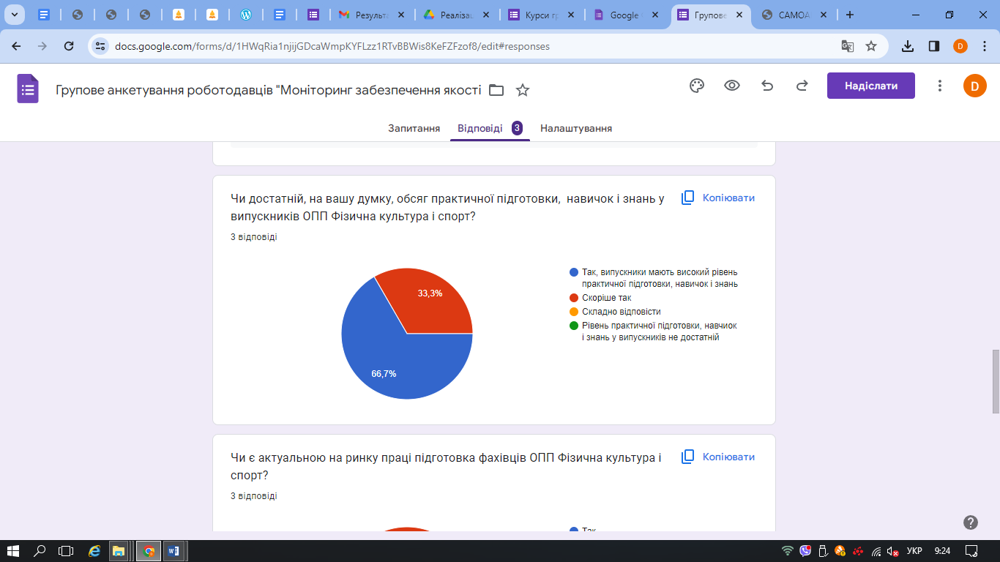 Результ
Реалізац
Курси г
Google
Групове
САМОА
docs.google.com/forms/d/1HWqRia1njijGDcaWmpKYFLzz1RTvBBWis8KeFZFzof8/edit#responses
D
Групове анкетування роботодавців "Моніторинг забезпечення якості
Надіслати
D
Запитання
Відповіді 3
Налаштування
Чи достатній, на вашу думку, обсяг практичної підготовки, навичок і знань у
випускників ОПП Фізична культура і спорт?
Копіювати
3 відповіді
33,3%
66,7%
Так, випускники мають високий рівень
практичної підготовки, навичок і знань
Скоріше так
Складно відповісти
Рівень практичної підготовки, навчиок
і знань у випускників не достатній
Чи є актуальною на ринку праці підготовка фахівців ОПП Фізична культура і
спорт?
Копіювати
3 відповіді
Так
УКР
9:24